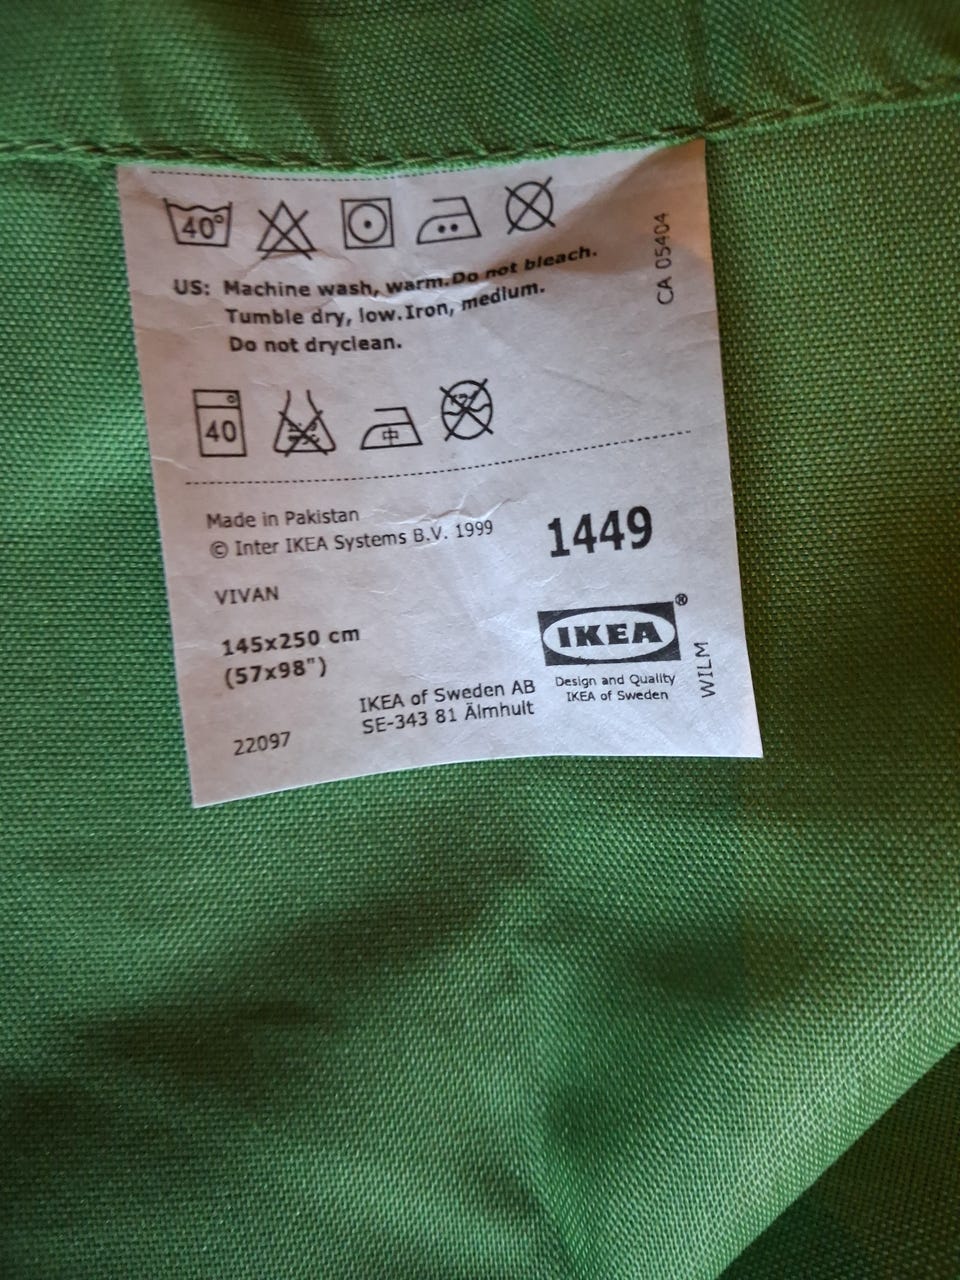 40°
CA 05404
US: Machine wash, warm.Do not bleach.
Tumble dry, low.Iron, medium.
Do not dryclean.
40
中
Made in Pakistan
© Inter IKEA Systems B.V. 1999
1449
VIVAN
145x250 cm
(57x98")
IKEA®
Design and Quality
IKEA of Sweden
WILM
IKEA of Sweden AB
SE-343 81 Älmhult
22097